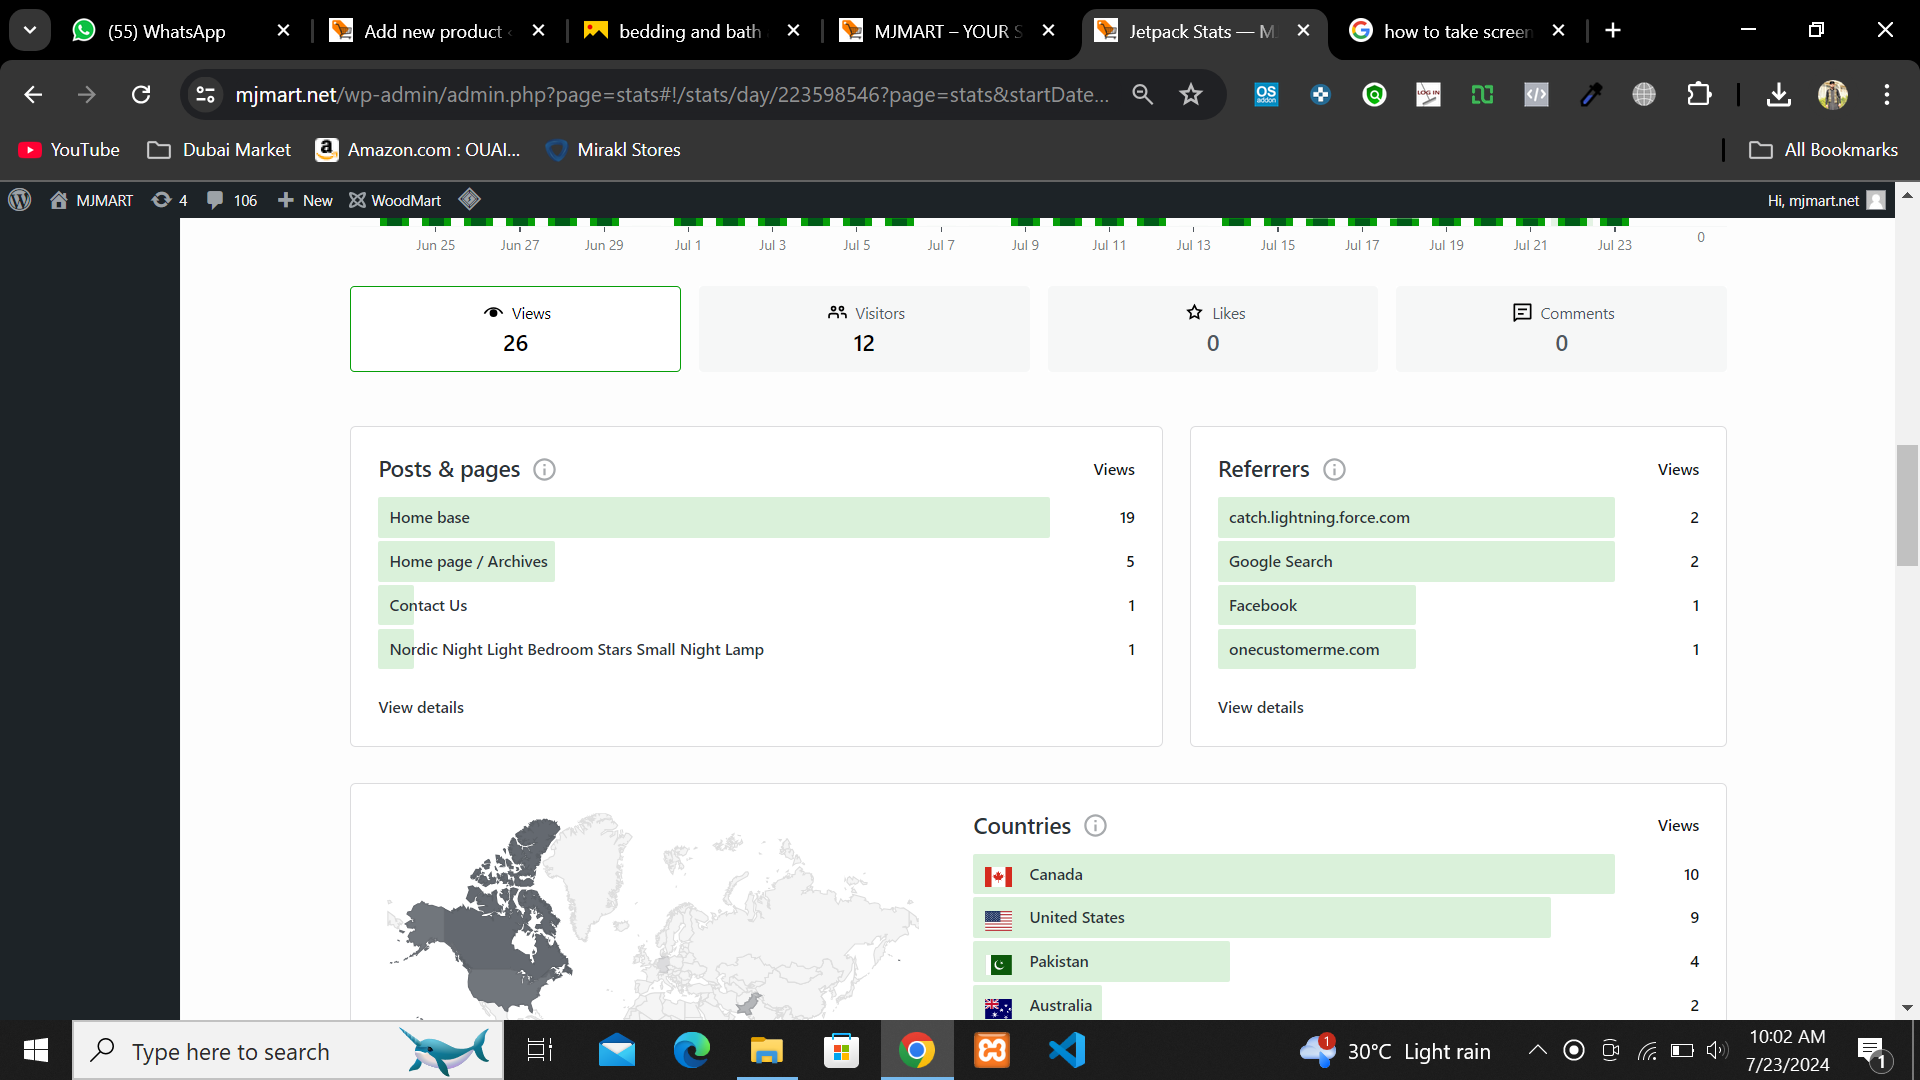 (55) WhatsApp
Add new product
bedding and bath
MJMART – YOUR S
Jetpack Stats — M
how to take screen
mjmart.net/wp-admin/admin.php?page=stats#!/stats/day/223598546?page=stats&startDate...
OS addon
LOG IN
YouTube
Dubai Market
Amazon.com : OUAI...
Mirakl Stores
All Bookmarks
MJMART
4
106
New
WoodMart
Hi, mjmart.net
Jun 25 Jun 27 Jun 29 Jul 1 Jul 3 Jul 5 Jul 7 Jul 9 Jul 11 Jul 13 Jul 15 Jul 17 Jul 19 Jul 21 Jul 23
0
Views
26
Visitors
12
Likes
0
Comments
0
Posts & pages Views
Home base 19
Home page / Archives 5
Contact Us 1
Nordic Night Light Bedroom Stars Small Night Lamp 1
View details
Referrers Views
catch.lightning.force.com 2
Google Search 2
Facebook 1
onecustomerme.com 1
View details
Countries Views
Canada 10
United States 9
Pakistan 4
Australia 2
Type here to search
1
30°C Light rain
10:02 AM
7/23/2024
1